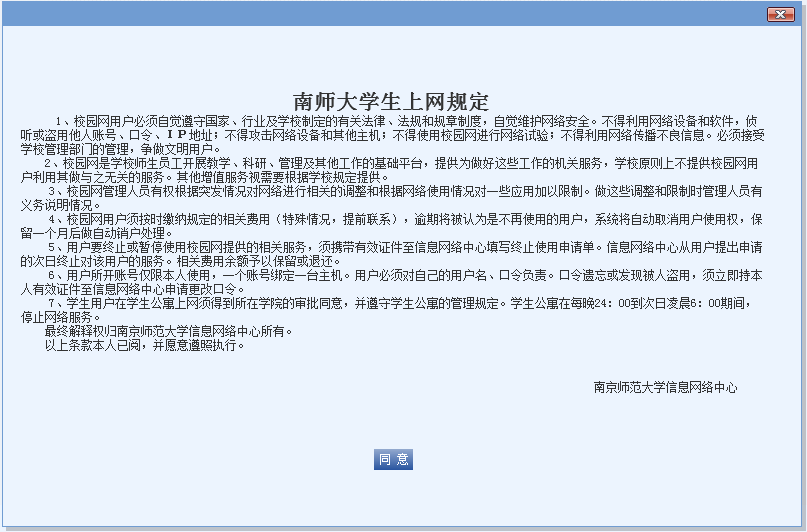 南师大学生上网规定
1、校园网用户必须自觉遵守国家、行业及学校制定的有关法律、法规和规章制度，自觉维护网络安全。不得利用网络设备和软件，侦
听或盗用他人账号、口令、ＩＰ地址；不得攻击网络设备和其他主机；不得使用校园网进行网络试验；不得利用网络传播不良信息。必须接受
学校管理部门的管理，争做文明用户。
2、校园网是学校师生员工开展教学、科研、管理及其他工作的基础平台，提供为做好这些工作的机关服务，学校原则上不提供校园网用
户利用其做与之无关的服务。其他增值服务视需要根据学校规定提供。
3、校园网管理人员有权根据突发情况对网络进行相关的调整和根据网络使用情况对一些应用加以限制。做这些调整和限制时管理人员有
义务说明情况。
4、校园网用户须按时缴纳规定的相关费用（特殊情况，提前联系），逾期将被认为是不再使用的用户，系统将自动取消用户使用权，保
留一个月后做自动销户处理。
5、用户要终止或暂停使用校园网提供的相关服务，须携带有效证件至信息网络中心填写终止使用申请单。信息网络中心从用户提出申请
的次日终止对该用户的服务。相关费用余额予以保留或退还。
6、用户所开账号仅限本人使用，一个账号绑定一台主机。用户必须对自己的用户名、口令负责。口令遗忘或发现被人盗用，须立即持本
人有效证件至信息网络中心申请更改口令。
7、学生用户在学生公寓上网须得到所在学院的审批同意，并遵守学生公寓的管理规定。学生公寓在每晚24：00到次日凌晨6：00期间，
停止网络服务。
最终解释权归南京师范大学信息网络中心所有。
以上条款本人已阅，并愿意遵照执行。
南京师范大学信息网络中心
同 意